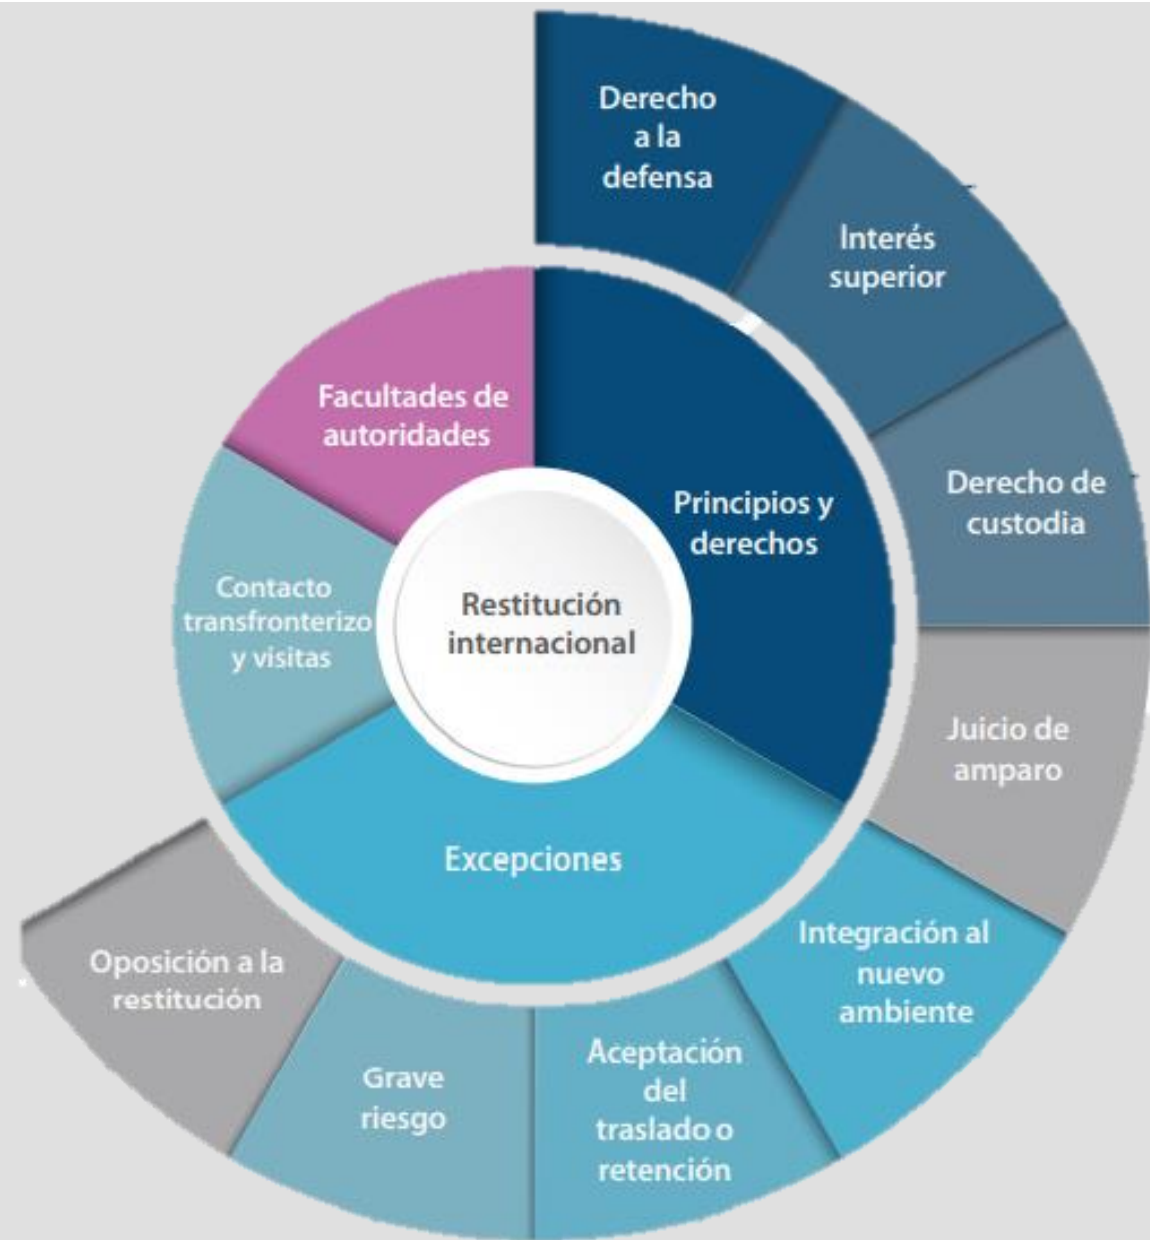 Restitución
internacional
Principios y
derechos
Derecho
a la
defensa
Interés
superior
Derecho de
custodia
Juicio de
amparo
Excepciones
Integración al
nuevo
ambiente
Aceptación
del
traslado o
retención
Grave
riesgo
Oposición a la
restitución
Contacto
transfronterizo
y visitas
Facultades de
autoridades